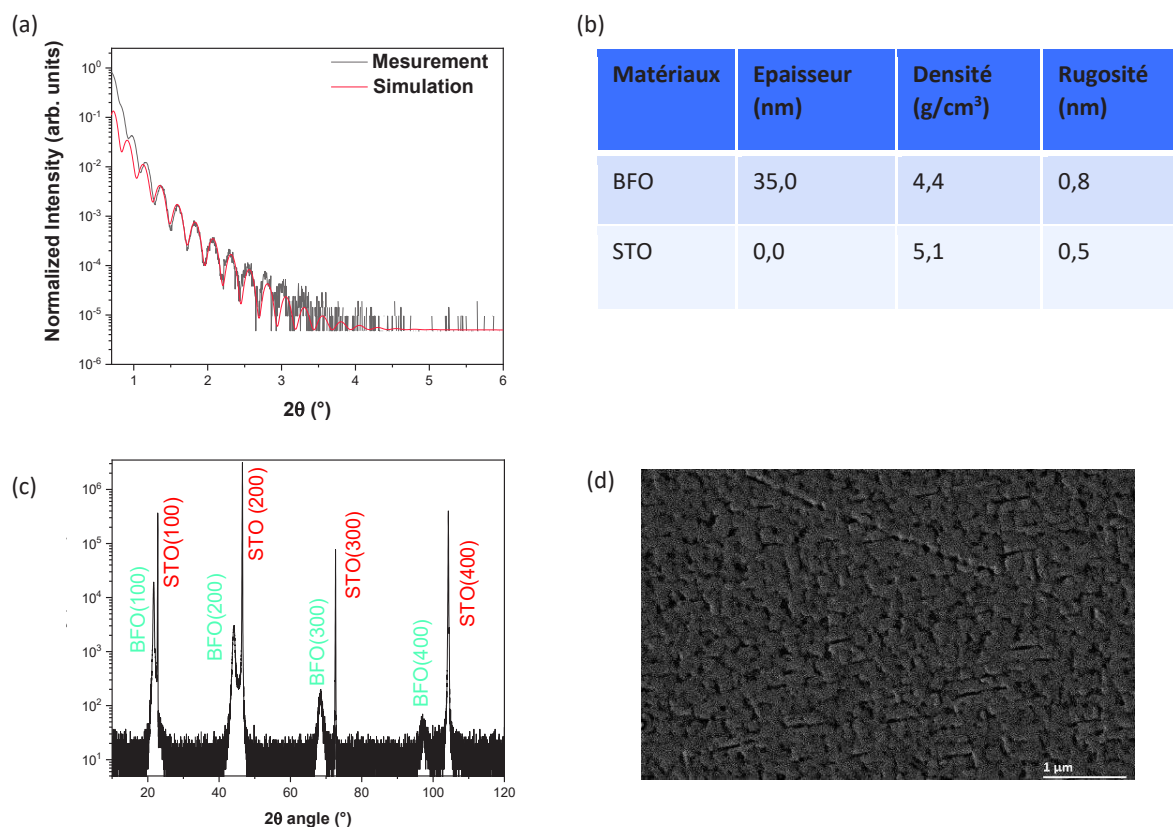 (a)
Normalized Intensity (arb. units)
10^0
10^-1
10^-2
10^-3
10^-4
10^-5
10^-6
Mesurement
Simulation
1 2 3 4 5 6
2θ (°)
(b)
Matériaux Epaisseur (nm) Densité (g/cm³) Rugosité (nm)
BFO 35,0 4,4 0,8
STO 0,0 5,1 0,5
(c)
10^6
10^5
10^4
10^3
10^2
10^1
BFO(100)
STO(100)
BFO(200)
STO (200)
BFO(300)
STO(300)
BFO(400)
STO(400)
20 40 60 80 100 120
2θ angle (°)
(d)
1 µm